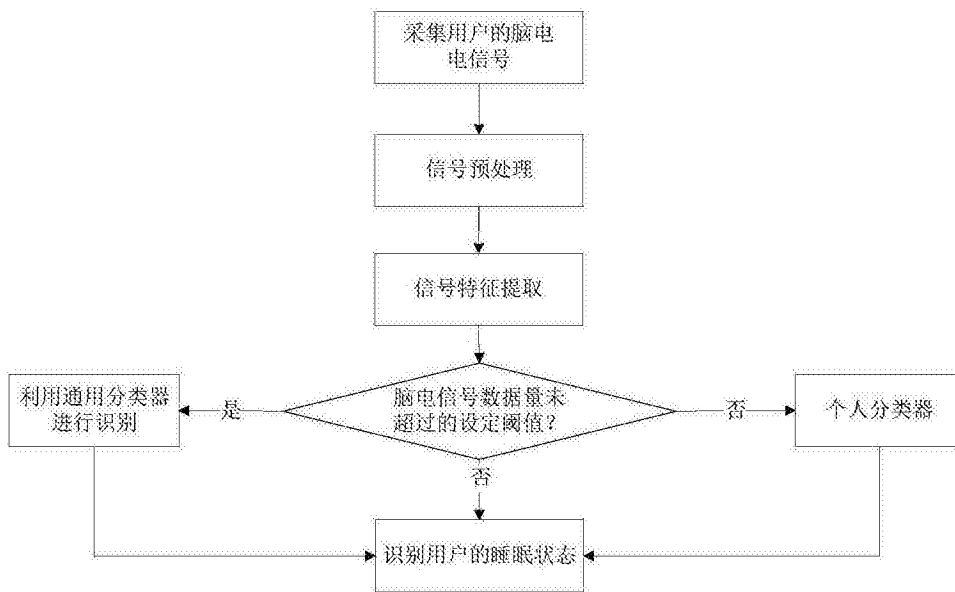 采集用户的脑电
电信号
信号预处理
信号特征提取
利用通用分类器
进行识别
是
脑电信号数据量未
超过的设定阈值？
否
个人分类器
否
识别用户的睡眠状态